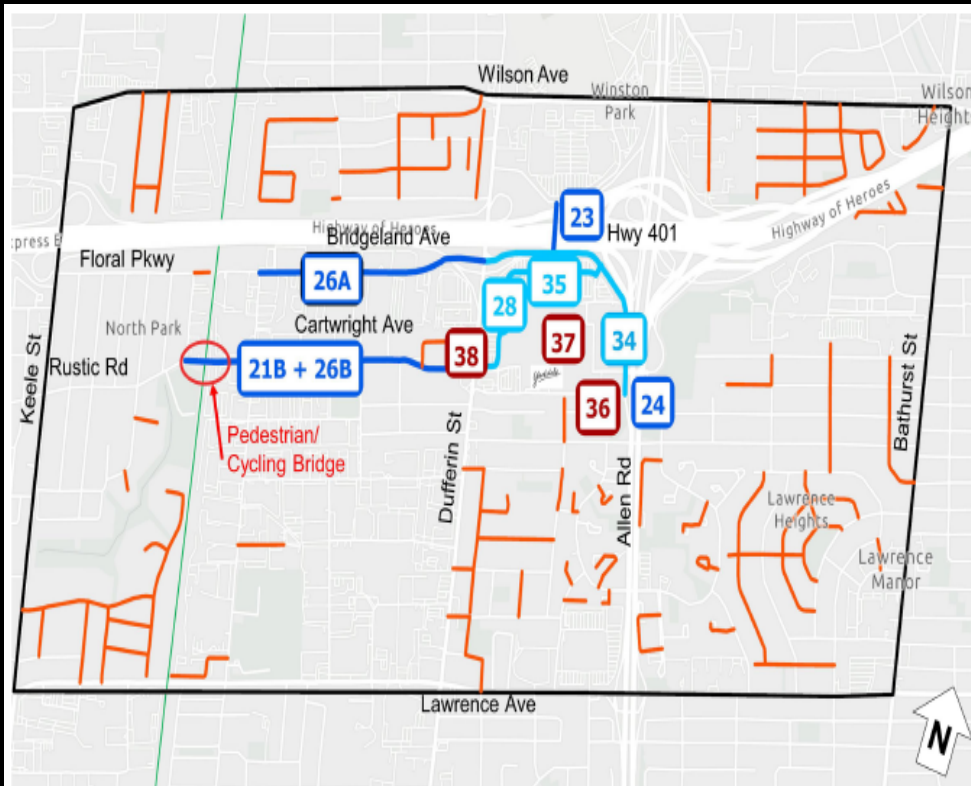 Wilson Ave
Winston
Park
Wilson
Heights
23
Highway of Heroes
Highway of Heroes
Hwy 401
xpress E
Bridgeland Ave
Floral Pkwy
26A
35
28
North Park
Cartwright Ave
38
37
34
Rustic Rd
21B + 26B
36
24
Keele St
Bathurst St
Pedestrian/
Cycling Bridge
Dufferin St
Allen Rd
Lawrence
Heights
Lawrence
Manor
Lawrence Ave
N